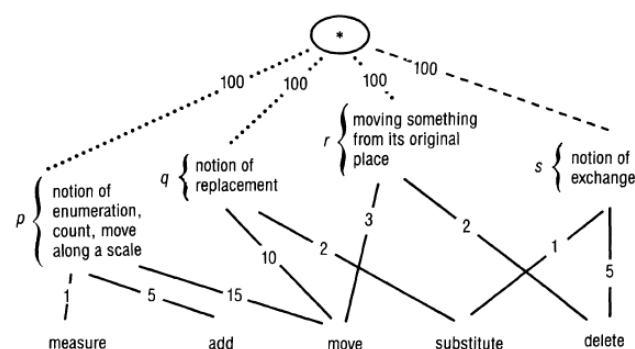 *
100
100
100
100
r { moving something
from its original
place
q { notion of
replacement
s { notion of
exchange
p { notion of
enumeration,
count, move
along a scale
3
2
10
2
1
5
1
5
15
measure add move substitute delete